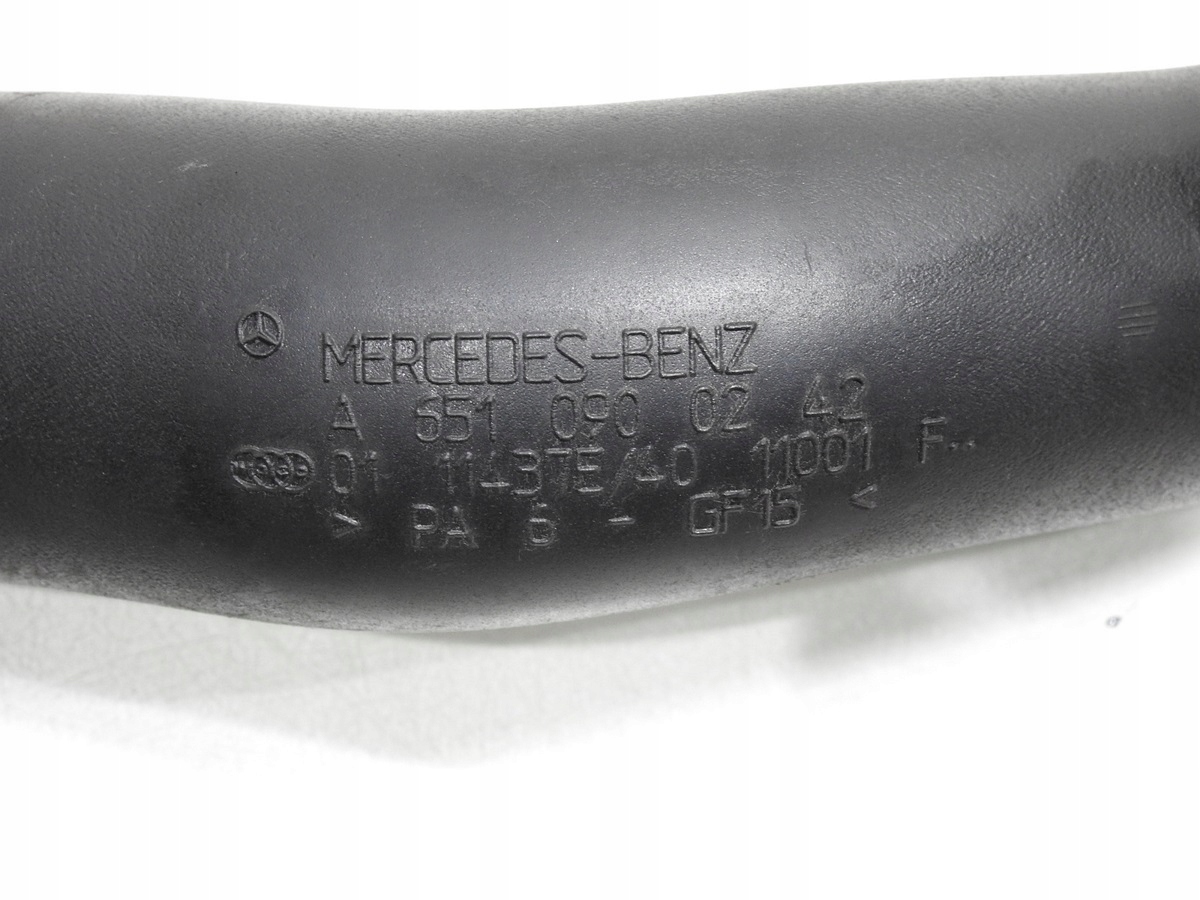 MERCEDES-BENZ
A 651 090 02 42
01 11437E/40 11001 F..
> PA 6 - GF15 <